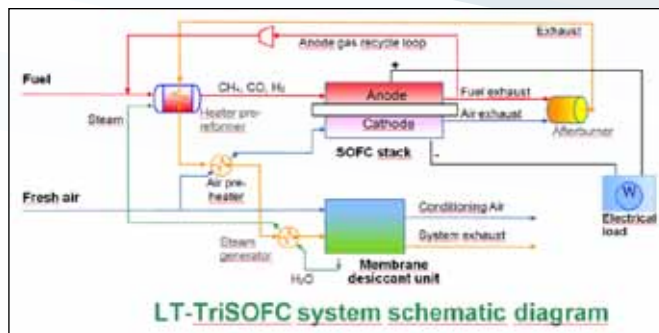 Exhaust
Anode gas recycle loop
Fuel
CH₄, CO, H₂
Anode
Fuel exhaust
Steam
Heater pre-
reformer
Cathode
Air exhaust
Afterburner
SOFC stack
+
-
Air pre-
heater
W
Fresh air
Conditioning Air
Electrical
load
Steam
generator
System exhaust
H₂O
Membrane
desiccant unit
LT-TriSOFC system schematic diagram